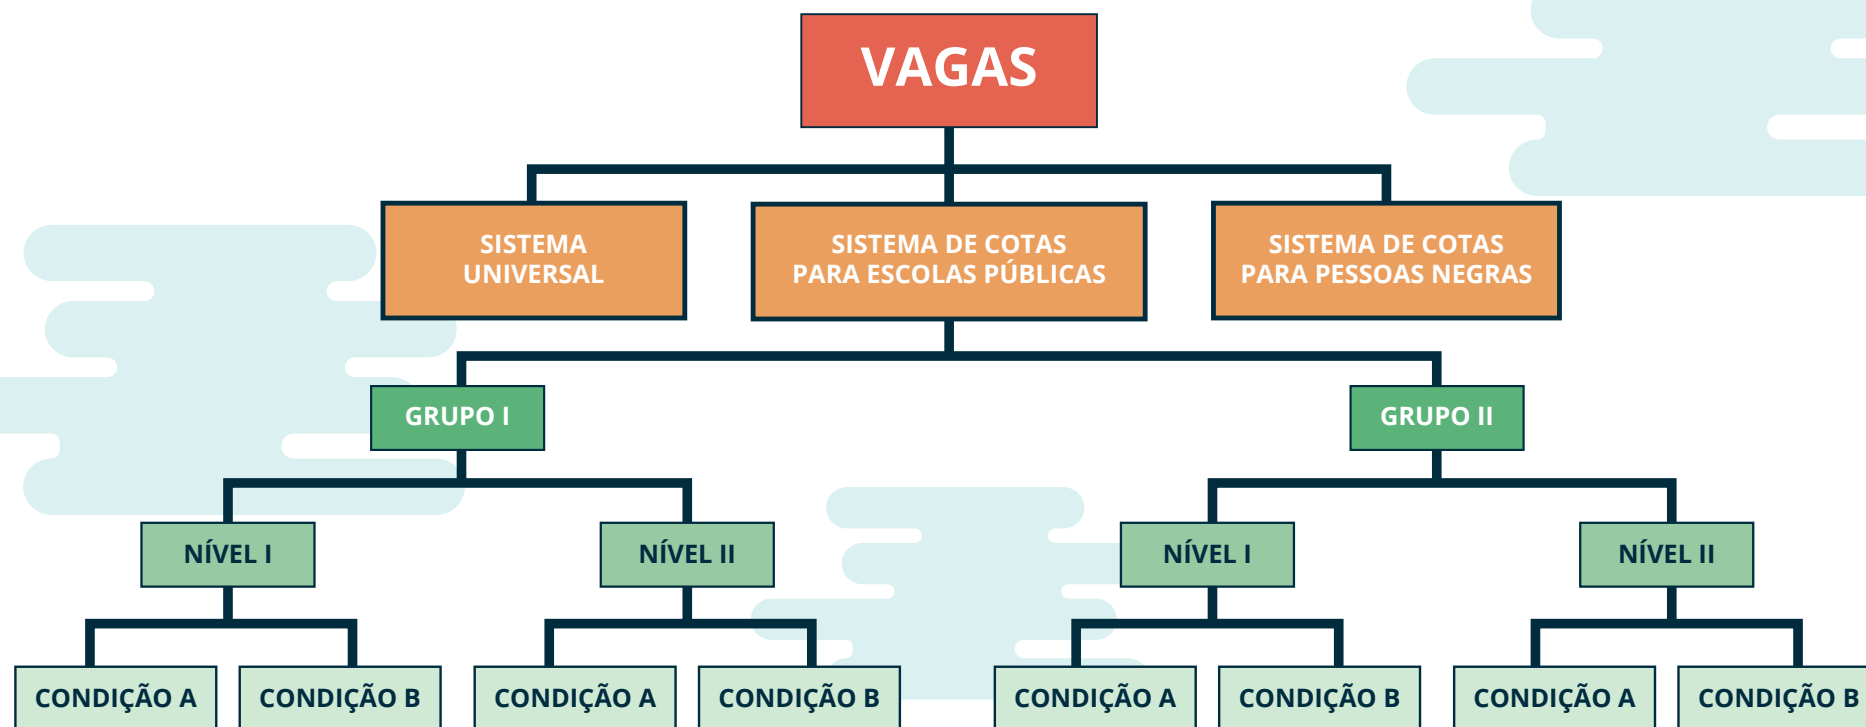 VAGAS
SISTEMA
UNIVERSAL
SISTEMA DE COTAS
PARA ESCOLAS PÚBLICAS
SISTEMA DE COTAS
PARA PESSOAS NEGRAS
GRUPO I
GRUPO II
NÍVEL I
NÍVEL II
NÍVEL I
NÍVEL II
CONDIÇÃO A
CONDIÇÃO B
CONDIÇÃO A
CONDIÇÃO B
CONDIÇÃO A
CONDIÇÃO B
CONDIÇÃO A
CONDIÇÃO B